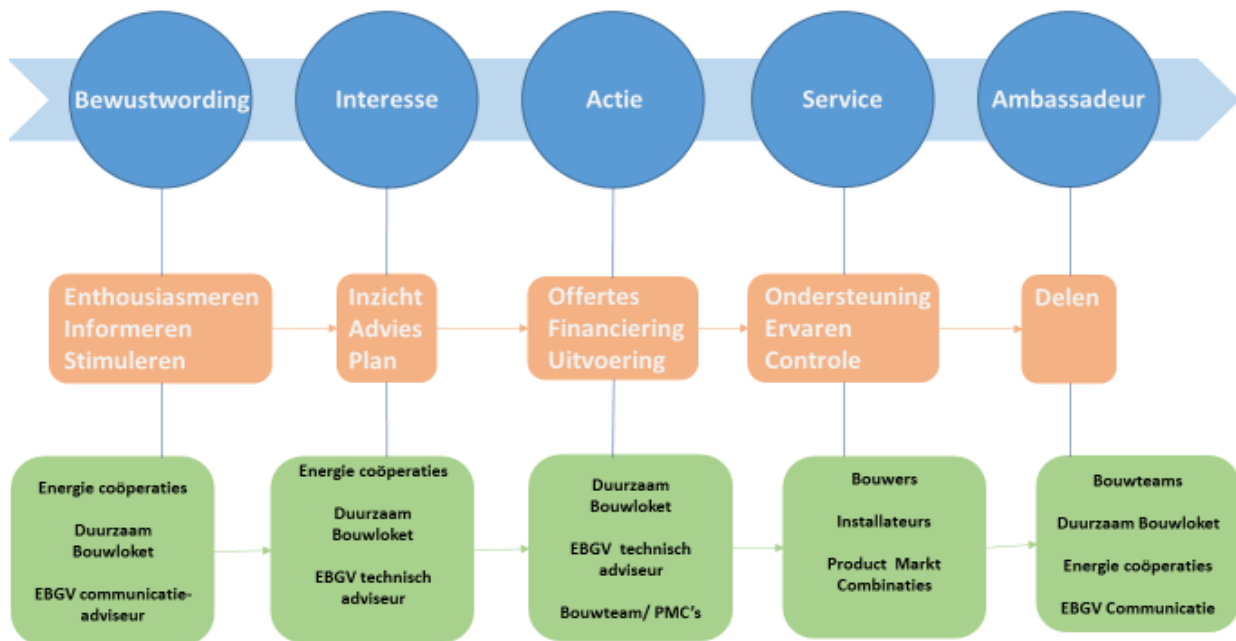 Bewustwording
Interesse
Actie
Service
Ambassadeur
Enthousiasmeren
Informeren
Stimuleren
Inzicht
Advies
Plan
Offertes
Financiering
Uitvoering
Ondersteuning
Ervaren
Controle
Delen
Energie coöperaties
Duurzaam
Bouwloket
EBGV communicatie-
adviseur
Energie coöperaties
Duurzaam
Bouwloket
EBGV technisch
adviseur
Duurzaam
Bouwloket
EBGV technisch
adviseur
Bouwteam/ PMC's
Bouwers
Installateurs
Product Markt
Combinaties
Bouwteams
Duurzaam Bouwloket
Energie coöperaties
EBGV Communicatie